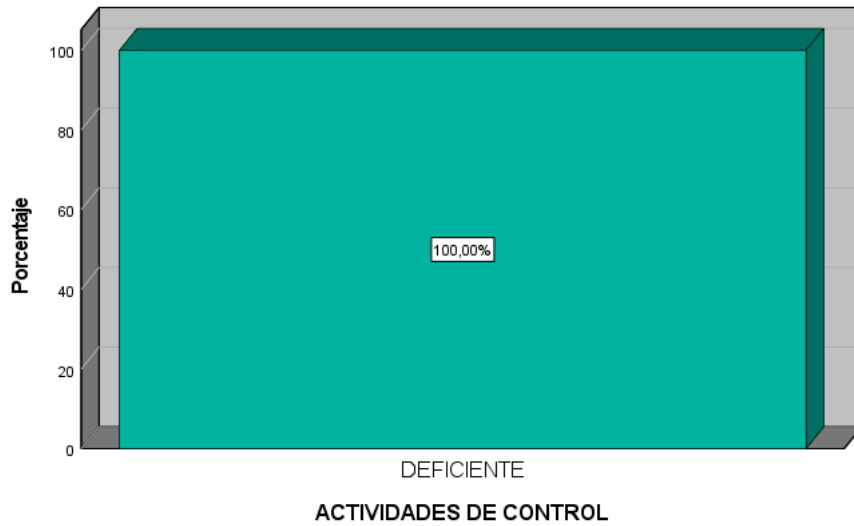 Porcentaje
100
80
60
40
20
0
100,00%
DEFICIENTE
ACTIVIDADES DE CONTROL